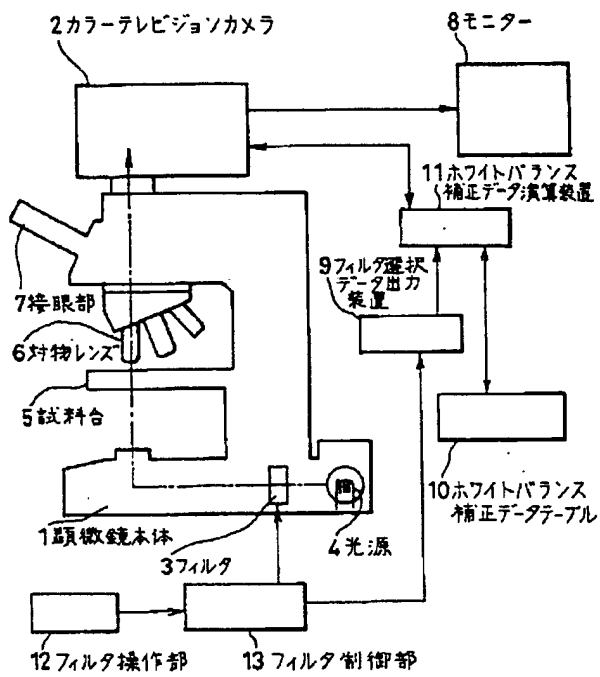 2カラーテレビジョンカメラ
8モニター
11ホワイトバランス
補正データ演算装置
9フィルタ選択
データ出力
装置
7接眼部
6対物レンズ
5試料台
10ホワイトバランス
補正データテーブル
1顕微鏡本体
3フィルタ
4光源
12フィルタ操作部
13フィルタ制御部